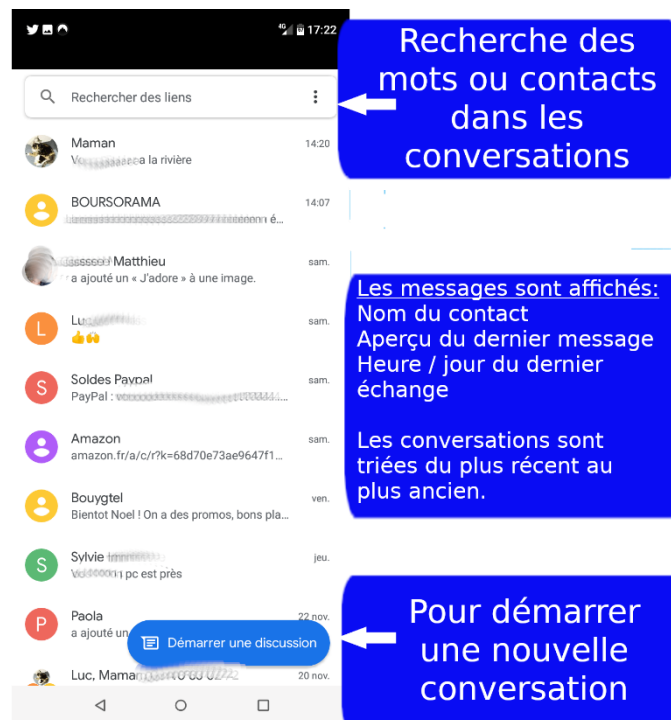 4G 17:22
Rechercher des liens
Maman 14:20
a la rivière
BOURSORAMA 14:07
é...
Matthieu sam.
a ajouté un « J'adore » à une image.
L Luc sam.
👍🙌
S Soldes Paypal sam.
PayPal :
Amazon sam.
amazon.fr/a/c/r?k=68d70e73ae9647f1...
Bouygtel ven.
Bientot Noel ! On a des promos, bons pla...
S Sylvie jeu.
pc est près
P Paola 22 nov.
a ajouté un
Démarrer une discussion
Luc, Maman 20 nov.
Recherche des
mots ou contacts
dans les
conversations
Les messages sont affichés:
Nom du contact
Aperçu du dernier message
Heure / jour du dernier
échange
Les conversations sont
triées du plus récent au
plus ancien.
Pour démarrer
une nouvelle
conversation